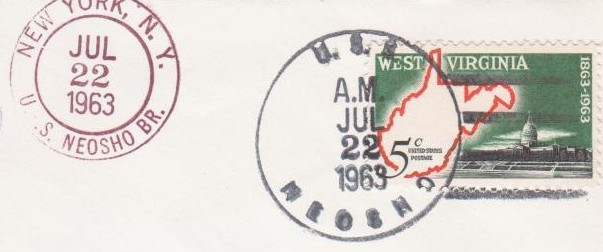 NEW YORK, N. Y.
JUL
22
1963
U. S. NEOSHO BR.
U.S.S.
A.M.
JUL
22
1963
NEOSHO
WEST VIRGINIA
1863-1963
5c
UNITED STATES
POSTAGE